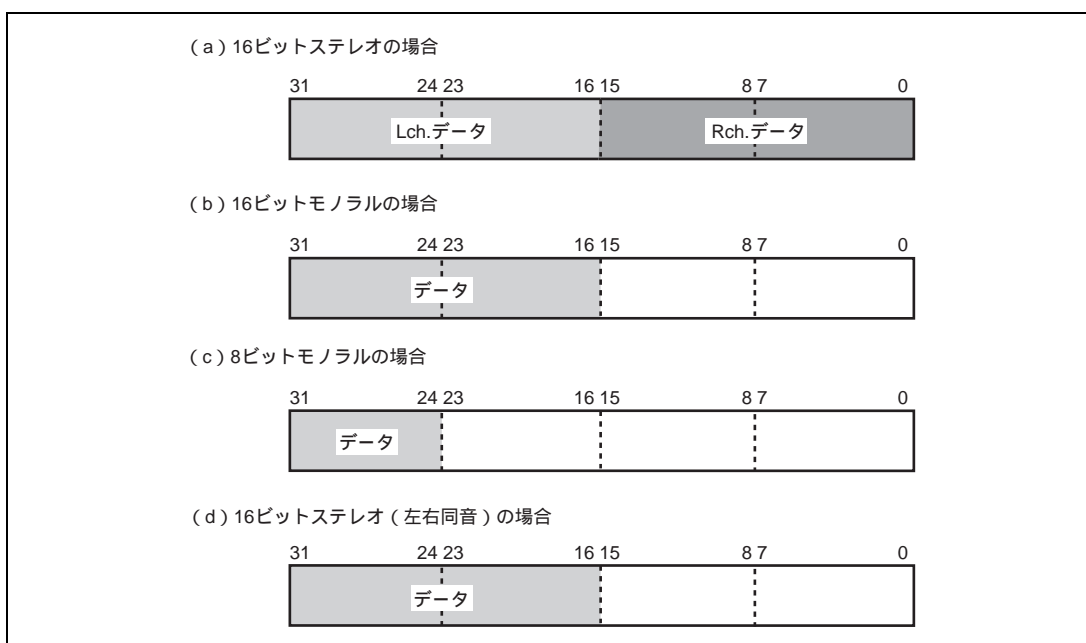 （a）16ビットステレオの場合
31 24 23 16 15 8 7 0
Lch.データ Rch.データ
（b）16ビットモノラルの場合
31 24 23 16 15 8 7 0
データ
（c）8ビットモノラルの場合
31 24 23 16 15 8 7 0
データ
（d）16ビットステレオ（左右同音）の場合
31 24 23 16 15 8 7 0
データ